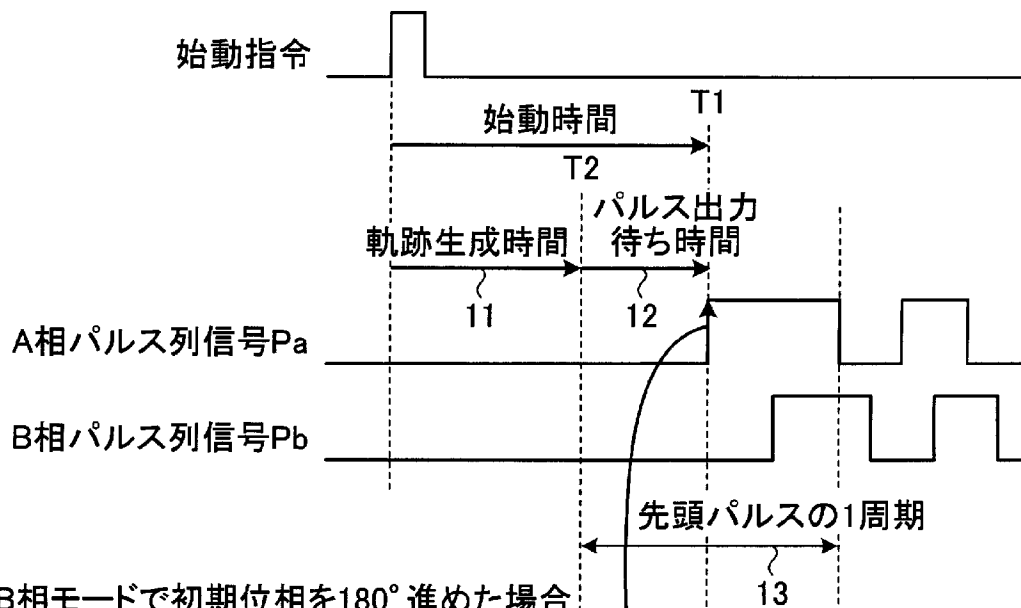 始動指令
T1
始動時間
T2
パルス出力
待ち時間
軌跡生成時間
11
12
A相パルス列信号Pa
B相パルス列信号Pb
先頭パルスの1周期
13
B相モードで初期位相を180°進めた場合